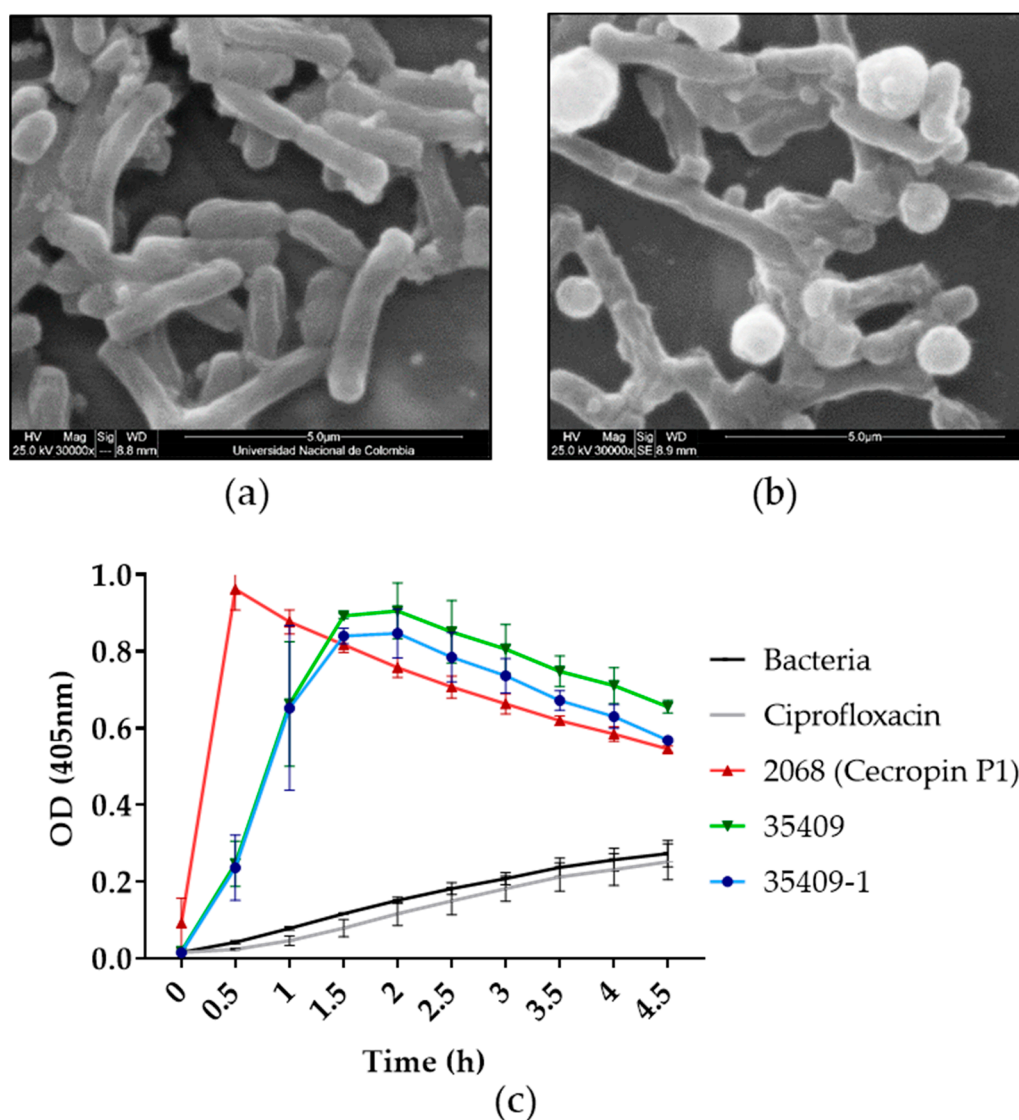 HV Mag Sig WD 5.0µm
25.0 kV 30000x --- 8.8 mm Universidad Nacional de Colombia
HV Mag Sig WD 5.0µm
25.0 kV 30000x SE 8.9 mm
(a)
(b)
1.0
0.8
0.6
0.4
0.2
0.0
OD (405nm)
0 0.5 1 1.5 2 2.5 3 3.5 4 4.5
Time (h)
Bacteria
Ciprofloxacin
2068 (Cecropin P1)
35409
35409-1
(c)